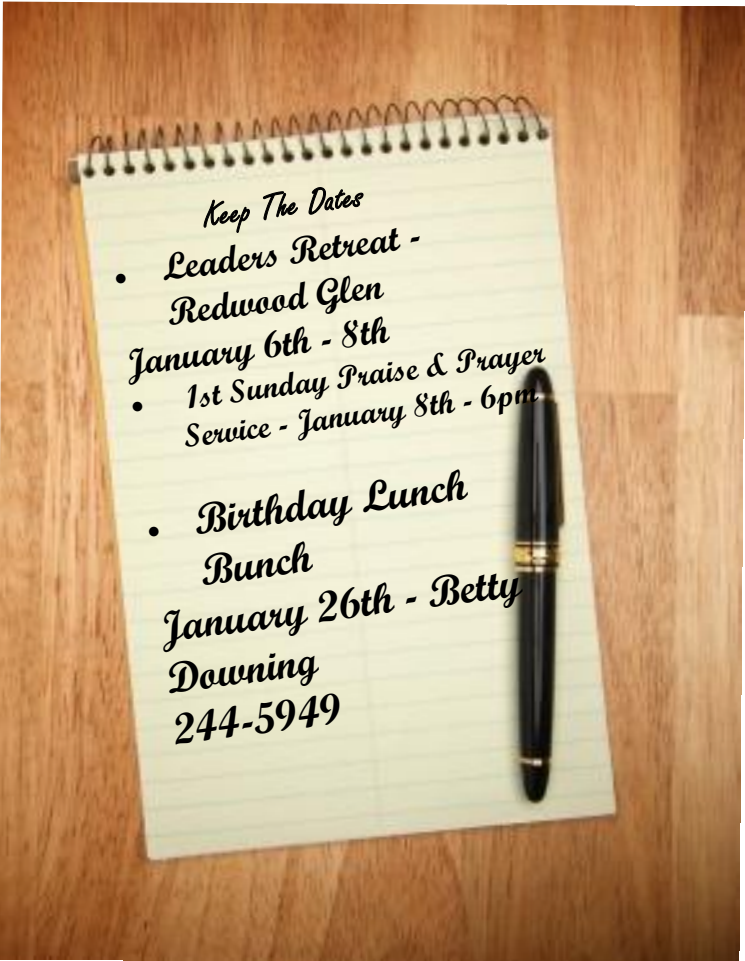 Keep The Dates
• Leaders Retreat -
Redwood Glen
January 6th - 8th
• 1st Sunday Praise & Prayer
Service - January 8th - 6pm
• Birthday Lunch
Bunch
January 26th - Betty
Downing
244-5949